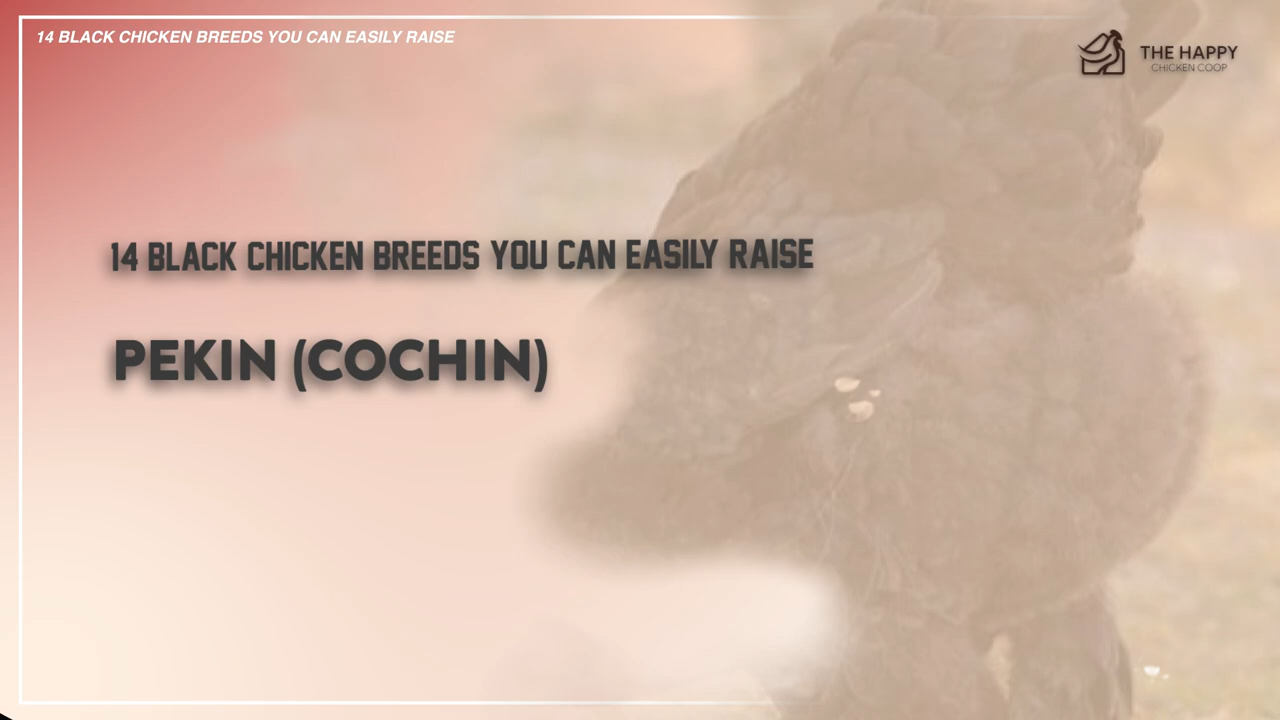 14 BLACK CHICKEN BREEDS YOU CAN EASILY RAISE
THE HAPPY
CHICKEN COOP
14 BLACK CHICKEN BREEDS YOU CAN EASILY RAISE
PEKIN (COCHIN)